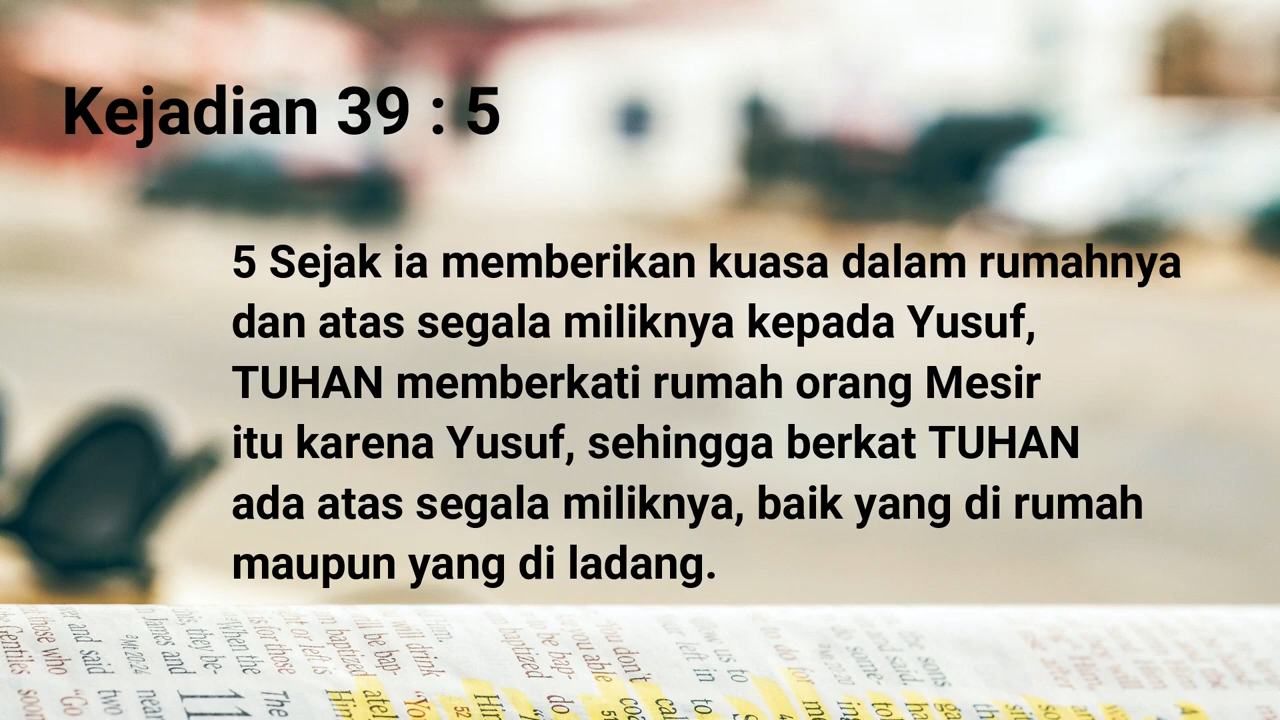 Kejadian 39 : 5
5 Sejak ia memberikan kuasa dalam rumahnya
dan atas segala miliknya kepada Yusuf,
TUHAN memberkati rumah orang Mesir
itu karena Yusuf, sehingga berkat TUHAN
ada atas segala miliknya, baik yang di rumah
maupun yang di ladang.